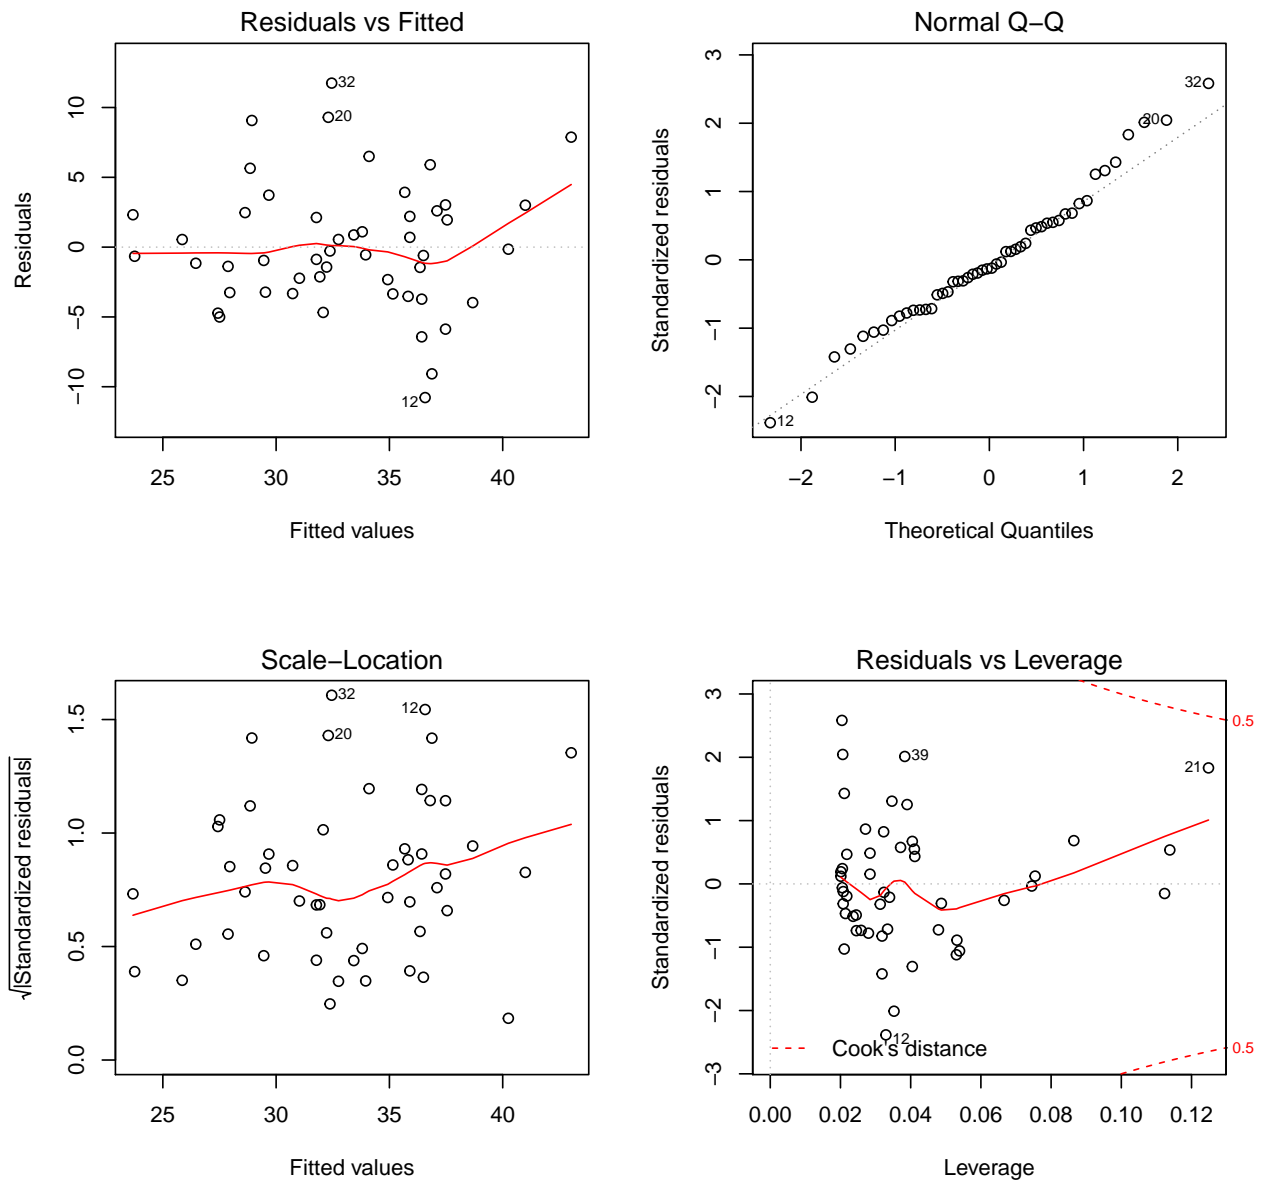 Residuals vs Fitted
Residuals
10
5
0
−5
−10
32
20
12
25 30 35 40
Fitted values
Normal Q−Q
Standardized residuals
3
2
1
0
−1
−2
32
20
12
−2 −1 0 1 2
Theoretical Quantiles
Scale−Location
√|Standardized residuals|
1.5
1.0
0.5
0.0
32
12
20
25 30 35 40
Fitted values
Residuals vs Leverage
Standardized residuals
3
2
1
0
−1
−2
−3
0.5
39
21
12
Cook's distance
0.5
0.00 0.02 0.04 0.06 0.08 0.10 0.12
Leverage